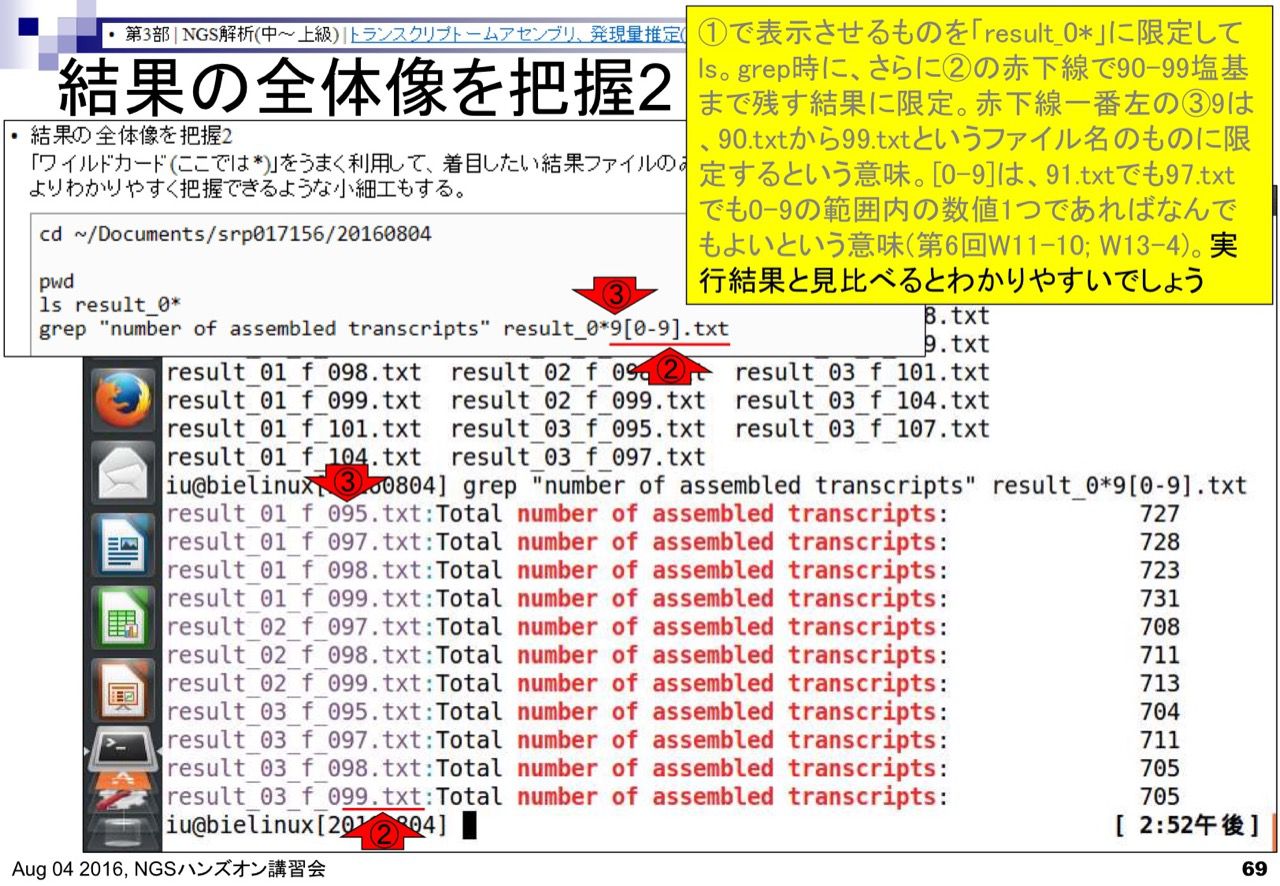 • 第3部 | NGS解析(中～上級) | トランスクリプトームアセンブリ、発現量推定(
結果の全体像を把握2
①で表示させるものを「result_0*」に限定して
ls。grep時に、さらに②の赤下線で90-99塩基
まで残す結果に限定。赤下線一番左の③9は
、90.txtから99.txtというファイル名のものに限
定するという意味。[0-9]は、91.txtでも97.txt
でも0-9の範囲内の数値1つであればなんで
もよいという意味(第6回W11-10; W13-4)。実
行結果と見比べるとわかりやすいでしょう
• 結果の全体像を把握2
「ワイルドカード(ここでは*)」をうまく利用して、着目したい結果ファイルの
よりわかりやすく把握できるような小細工もする。
cd ~/Documents/srp017156/20160804
pwd
ls result_0*
grep "number of assembled transcripts" result_0*9[0-9].txt
③
②
8.txt
9.txt
result_01_f_098.txt result_02_f_09 t result_03_f_101.txt
result_01_f_099.txt result_02_f_099.txt result_03_f_104.txt
result_01_f_101.txt result_03_f_095.txt result_03_f_107.txt
result_01_f_104.txt result_03_f_097.txt
③
iu@bielinux[20160804] grep "number of assembled transcripts" result_0*9[0-9].txt
result_01_f_095.txt:Total number of assembled transcripts: 727
result_01_f_097.txt:Total number of assembled transcripts: 728
result_01_f_098.txt:Total number of assembled transcripts: 723
result_01_f_099.txt:Total number of assembled transcripts: 731
result_02_f_097.txt:Total number of assembled transcripts: 708
result_02_f_098.txt:Total number of assembled transcripts: 711
result_02_f_099.txt:Total number of assembled transcripts: 713
result_03_f_095.txt:Total number of assembled transcripts: 704
result_03_f_097.txt:Total number of assembled transcripts: 711
result_03_f_098.txt:Total number of assembled transcripts: 705
result_03_f_099.txt:Total number of assembled transcripts: 705
iu@bielinux[20160804] [ 2:52午後]
②
Aug 04 2016, NGSハンズオン講習会
69